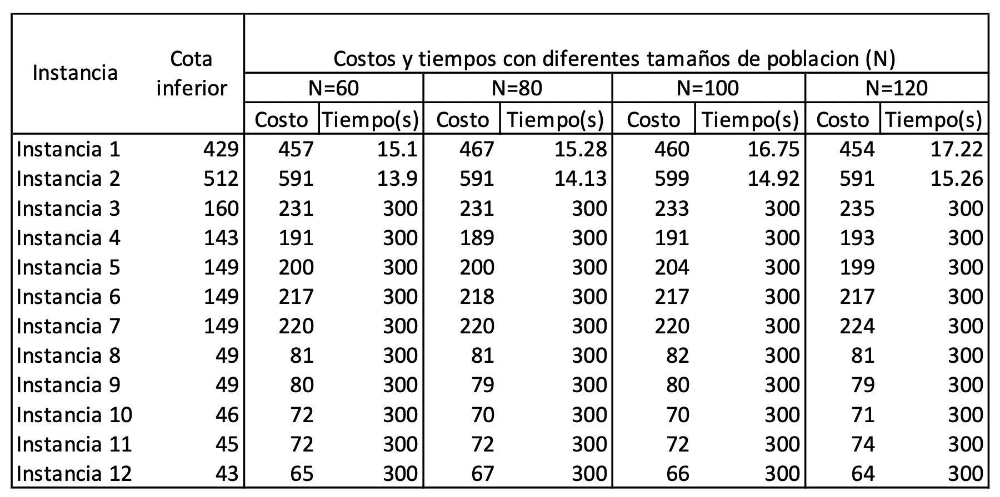 Instancia Cota inferior Costos y tiempos con diferentes tamaños de poblacion (N)
N=60 N=80 N=100 N=120
Costo Tiempo(s) Costo Tiempo(s) Costo Tiempo(s) Costo Tiempo(s)
Instancia 1 429 457 15.1 467 15.28 460 16.75 454 17.22
Instancia 2 512 591 13.9 591 14.13 599 14.92 591 15.26
Instancia 3 160 231 300 231 300 233 300 235 300
Instancia 4 143 191 300 189 300 191 300 193 300
Instancia 5 149 200 300 200 300 204 300 199 300
Instancia 6 149 217 300 218 300 217 300 217 300
Instancia 7 149 220 300 220 300 220 300 224 300
Instancia 8 49 81 300 81 300 82 300 81 300
Instancia 9 49 80 300 79 300 80 300 79 300
Instancia 10 46 72 300 70 300 70 300 71 300
Instancia 11 45 72 300 72 300 72 300 74 300
Instancia 12 43 65 300 67 300 66 300 64 300